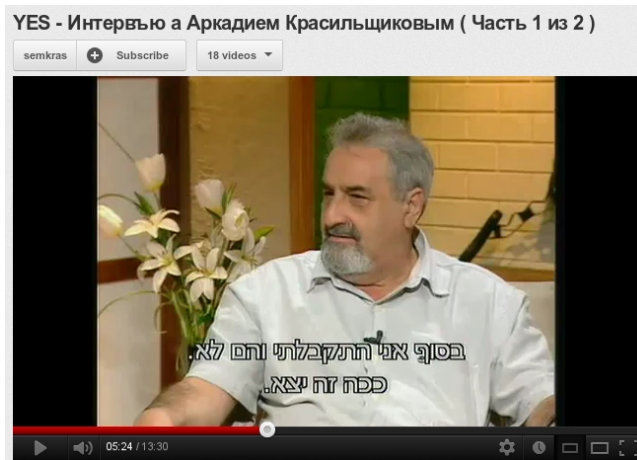 YES - Интервъю а Аркадием Красильщиковым ( Часть 1 из 2 )
semkras Subscribe 18 videos
בסוף אני התקבלתי והם לא.
ככה זה יצא.
05:24 / 13:30